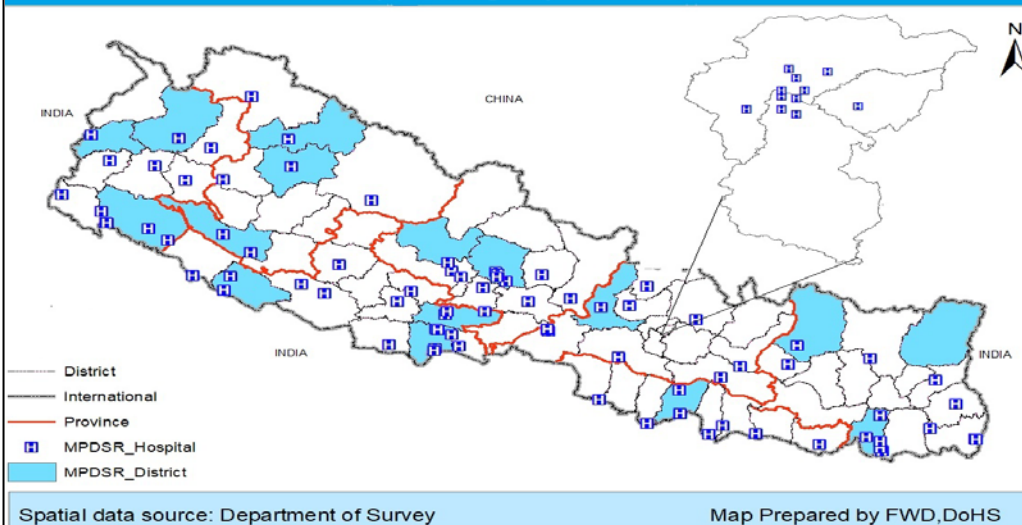 N
INDIA
CHINA
INDIA
INDIA
District
International
Province
H MPDSR_Hospital
MPDSR_District
Spatial data source: Department of Survey
Map Prepared by FWD,DoHS